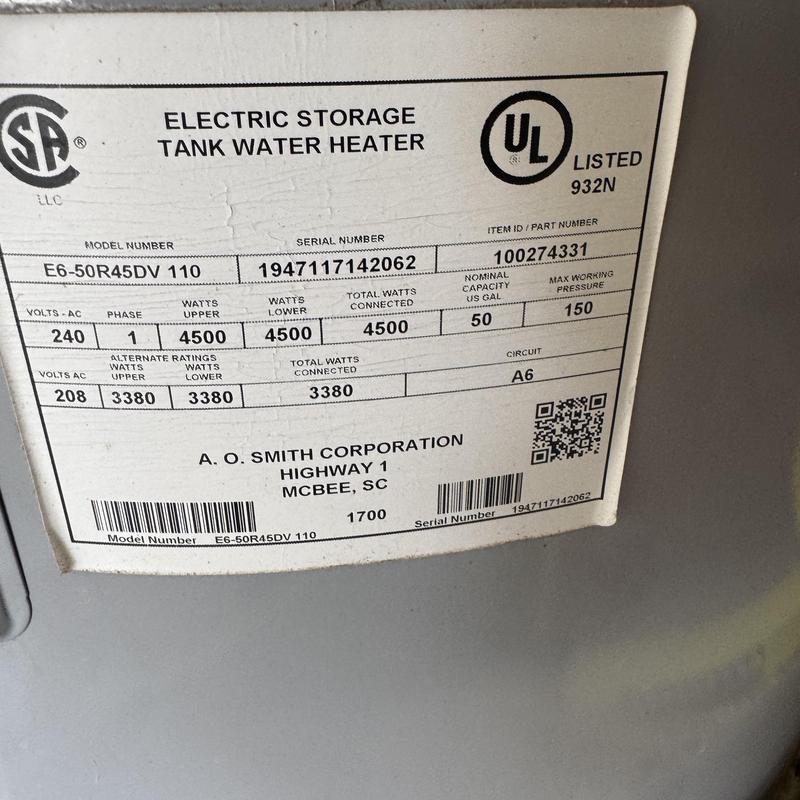 SA
®
LLC
ELECTRIC STORAGE
TANK WATER HEATER
UL
®
LISTED
932N
MODEL NUMBER SERIAL NUMBER ITEM ID / PART NUMBER
E6-50R45DV 110 1947117142062 100274331
VOLTS - AC PHASE WATTS UPPER WATTS LOWER TOTAL WATTS CONNECTED NOMINAL CAPACITY US GAL MAX WORKING PRESSURE
240 1 4500 4500 4500 50 150
ALTERNATE RATINGS
VOLTS AC WATTS UPPER WATTS LOWER TOTAL WATTS CONNECTED CIRCUIT
208 3380 3380 3380 A6
A. O. SMITH CORPORATION
HIGHWAY 1
MCBEE, SC
1700
Model Number E6-50R45DV 110
Serial Number 1947117142062